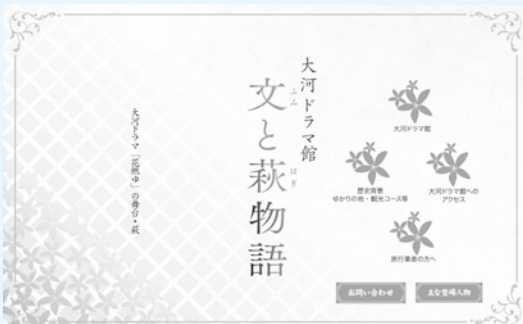 大河ドラマ館
文と萩物語
ふみ
はぎ
大河ドラマ「花燃ゆ」の舞台・萩
大河ドラマ館
歴史背景
ゆかりの地・観光コース等
大河ドラマ館への
アクセス
旅行業者の方へ
お問い合わせ
主な登場人物